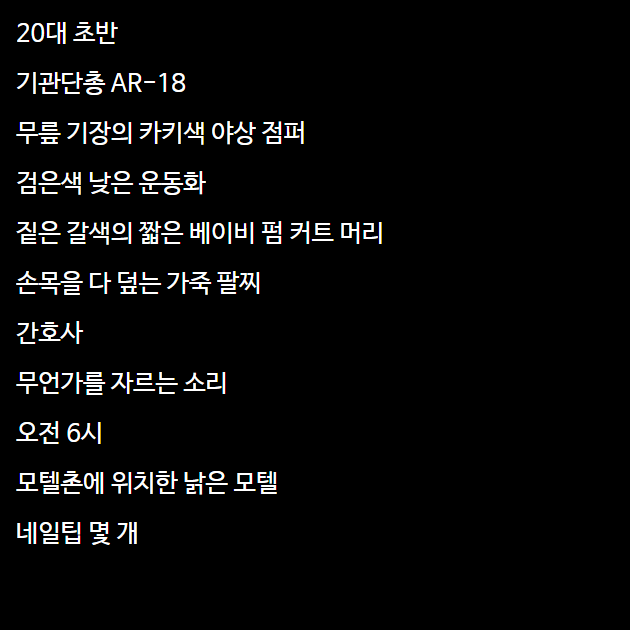 20대 초반
기관단총 AR-18
무릎 기장의 카키색 야상 점퍼
검은색 낮은 운동화
짙은 갈색의 짧은 베이비 펌 커트 머리
손목을 다 덮는 가죽 팔찌
간호사
무언가를 자르는 소리
오전 6시
모텔촌에 위치한 낡은 모텔
네일팁 몇 개